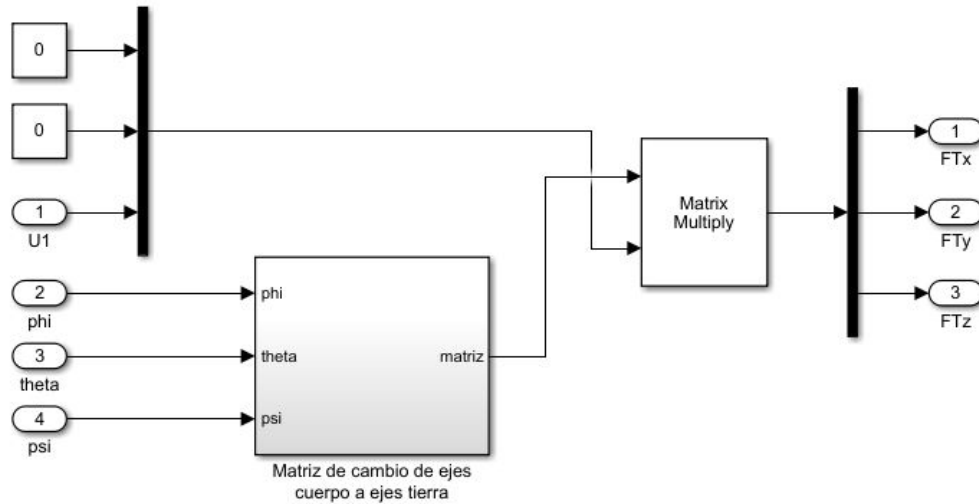 0
0
1
U1
2
phi
3
theta
4
psi
phi
theta
psi
matriz
Matriz de cambio de ejes
cuerpo a ejes tierra
Matrix
Multiply
1
FTx
2
FTy
3
FTz